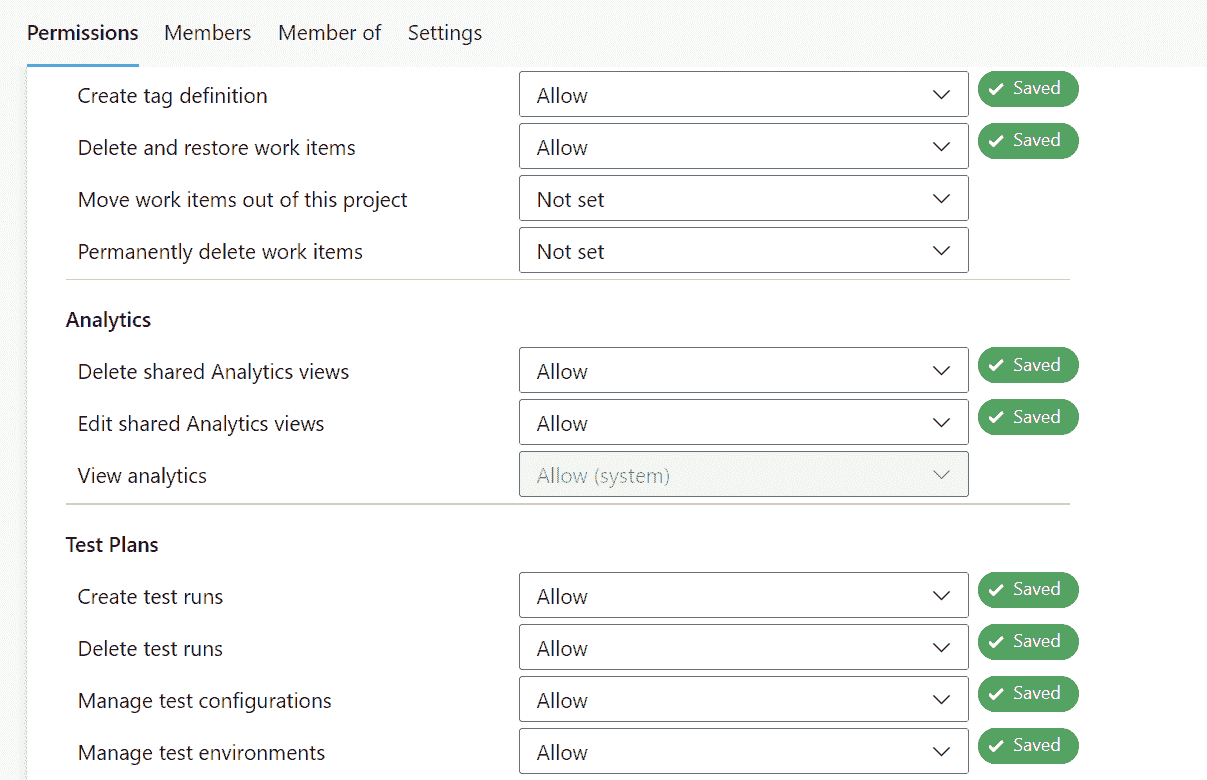 Permissions Members Member of Settings
Create tag definition Allow Saved
Delete and restore work items Allow Saved
Move work items out of this project Not set
Permanently delete work items Not set
Analytics
Delete shared Analytics views Allow Saved
Edit shared Analytics views Allow Saved
View analytics Allow (system)
Test Plans
Create test runs Allow Saved
Delete test runs Allow Saved
Manage test configurations Allow Saved
Manage test environments Allow Saved